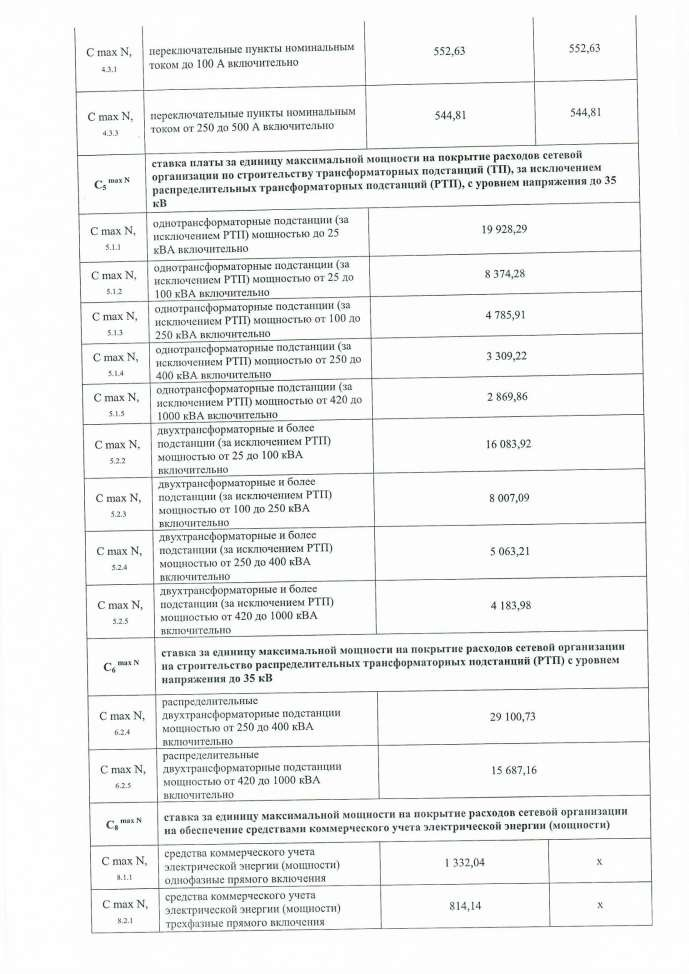 C max N,
4.3.1
переключательные пункты номинальным
током до 100 А включительно
552,63
552,63
C max N,
4.3.3
переключательные пункты номинальным
током от 250 до 500 А включительно
544,81
544,81
C5 max N
ставка платы за единицу максимальной мощности на покрытие расходов сетевой
организации по строительству трансформаторных подстанций (ТП), за исключением
распределительных трансформаторных подстанций (РТП), с уровнем напряжения до 35
кВ
C max N,
5.1.1
однотрансформаторные подстанции (за
исключением РТП) мощностью до 25
кВА включительно
19 928,29
C max N,
5.1.2
однотрансформаторные подстанции (за
исключением РТП) мощностью от 25 до
100 кВА включительно
8 374,28
C max N,
5.1.3
однотрансформаторные подстанции (за
исключением РТП) мощностью от 100 до
250 кВА включительно
4 785,91
C max N,
5.1.4
однотрансформаторные подстанции (за
исключением РТП) мощностью от 250 до
400 кВА включительно
3 309,22
C max N,
5.1.5
однотрансформаторные подстанции (за
исключением РТП) мощностью от 420 до
1000 кВА включительно
2 869,86
C max N,
5.2.2
двухтрансформаторные и более
подстанции (за исключением РТП)
мощностью от 25 до 100 кВА
включительно
16 083,92
C max N,
5.2.3
двухтрансформаторные и более
подстанции (за исключением РТП)
мощностью от 100 до 250 кВА
включительно
8 007,09
C max N,
5.2.4
двухтрансформаторные и более
подстанции (за исключением РТП)
мощностью от 250 до 400 кВА
включительно
5 063,21
C max N,
5.2.5
двухтрансформаторные и более
подстанции (за исключением РТП)
мощностью от 420 до 1000 кВА
включительно
4 183,98
C6 max N
ставка за единицу максимальной мощности на покрытие расходов сетевой организации
на строительство распределительных трансформаторных подстанций (РТП) с уровнем
напряжения до 35 кВ
C max N,
6.2.4
распределительные
двухтрансформаторные подстанции
мощностью от 250 до 400 кВА
включительно
29 100,73
C max N,
6.2.5
распределительные
двухтрансформаторные подстанции
мощностью от 420 до 1000 кВА
включительно
15 687,16
C8 max N
ставка за единицу максимальной мощности на покрытие расходов сетевой организации
на обеспечение средствами коммерческого учета электрической энергии (мощности)
C max N,
8.1.1
средства коммерческого учета
электрической энергии (мощности)
однофазные прямого включения
1 332,04
х
C max N,
8.2.1
средства коммерческого учета
электрической энергии (мощности)
трехфазные прямого включения
814,14
х